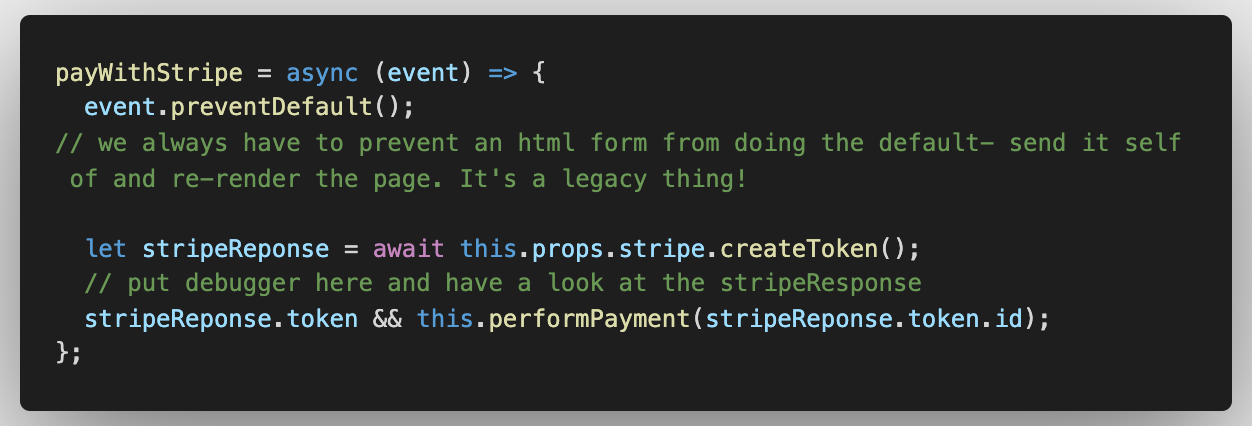 payWithStripe = async (event) => {
  event.preventDefault();
// we always have to prevent an html form from doing the default- send it self
 of and re-render the page. It's a legacy thing!

  let stripeReponse = await this.props.stripe.createToken();
  // put debugger here and have a look at the stripeResponse
  stripeReponse.token && this.performPayment(stripeReponse.token.id);
};